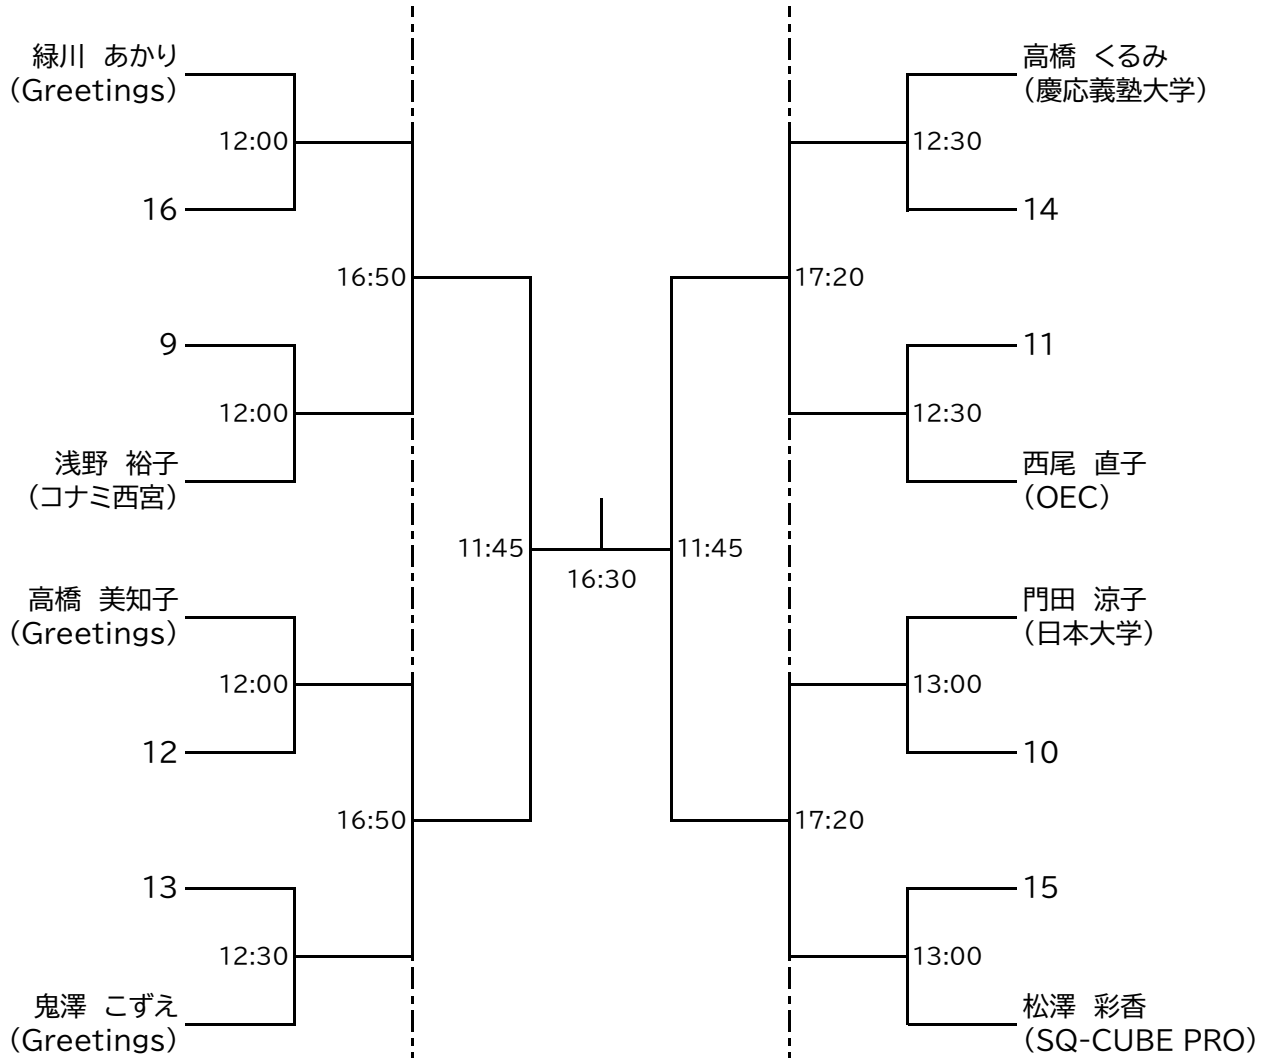 緑川　あかり
（Greetings）
12:00
16
16:50
9
12:00
浅野　裕子
（コナミ西宮）
11:45
高橋　美知子
（Greetings）
12:00
12
16:50
13
12:30
鬼澤　こずえ
（Greetings）
16:30
高橋　くるみ
（慶応義塾大学）
12:30
14
17:20
11
12:30
西尾　直子
（OEC）
11:45
門田　涼子
（日本大学）
13:00
10
17:20
15
13:00
松澤　彩香
（SQ-CUBE PRO）